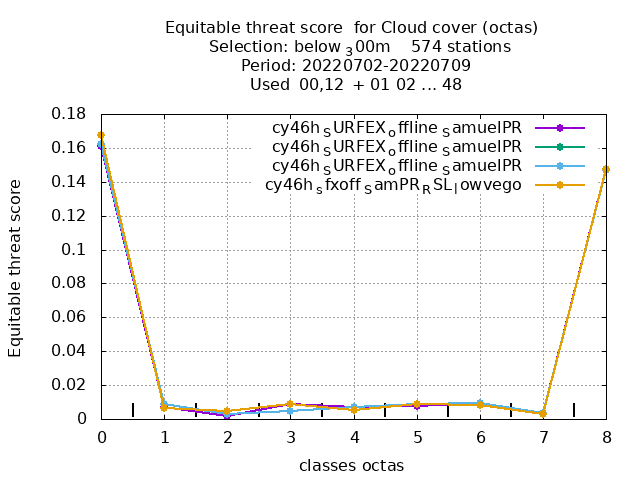 Equitable threat score for Cloud cover (octas)
Selection: below ₃00m 574 stations
Period: 20220702-20220709
Used 00,12 + 01 02 ... 48
cy46h_SURFEX_offline_SamuelPR
cy46h_SURFEX_offline_SamuelPR
cy46h_SURFEX_offline_SamuelPR
cy46h_sfxoff_SamPR_RSL_lowvego
Equitable threat score
0.18
0.16
0.14
0.12
0.1
0.08
0.06
0.04
0.02
0
0 1 2 3 4 5 6 7 8
classes octas